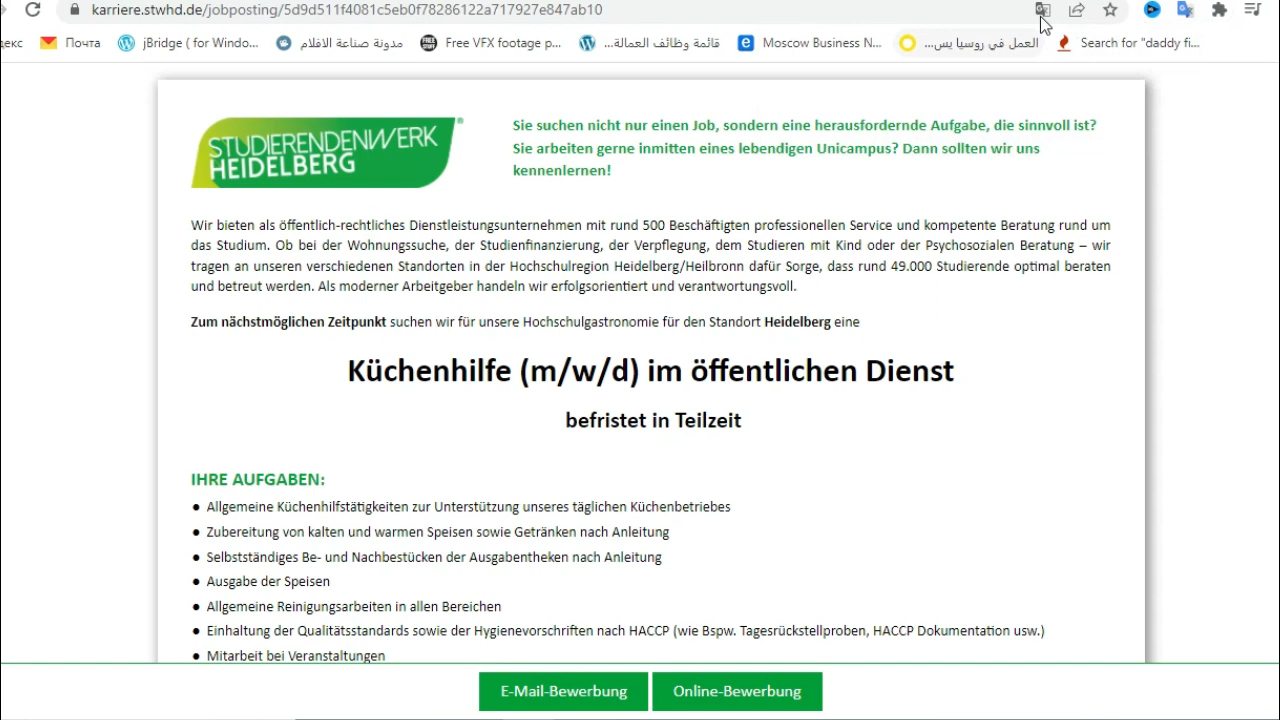 karriere.stwhd.de/jobposting/5d9d511f4081c5eb0f78286122a717927e847ab10
екс Почта jBridge ( for Windo... مدونة صناعة الافلام Free VFX footage p... قائمة وظائف العمالة... Moscow Business N... العمل في روسيا يس... Search for "daddy fi...
STUDIERENDENWERK
HEIDELBERG
Sie suchen nicht nur einen Job, sondern eine herausfordernde Aufgabe, die sinnvoll ist?
Sie arbeiten gerne inmitten eines lebendigen Unicampus? Dann sollten wir uns
kennenlernen!
Wir bieten als öffentlich-rechtliches Dienstleistungsunternehmen mit rund 500 Beschäftigten professionellen Service und kompetente Beratung rund um
das Studium. Ob bei der Wohnungssuche, der Studienfinanzierung, der Verpflegung, dem Studieren mit Kind oder der Psychosozialen Beratung – wir
tragen an unseren verschiedenen Standorten in der Hochschulregion Heidelberg/Heilbronn dafür Sorge, dass rund 49.000 Studierende optimal beraten
und betreut werden. Als moderner Arbeitgeber handeln wir erfolgsorientiert und verantwortungsvoll.
Zum nächstmöglichen Zeitpunkt suchen wir für unsere Hochschulgastronomie für den Standort Heidelberg eine
Küchenhilfe (m/w/d) im öffentlichen Dienst
befristet in Teilzeit
IHRE AUFGABEN:
● Allgemeine Küchenhilfstätigkeiten zur Unterstützung unseres täglichen Küchenbetriebes
● Zubereitung von kalten und warmen Speisen sowie Getränken nach Anleitung
● Selbstständiges Be- und Nachbestücken der Ausgabentheken nach Anleitung
● Ausgabe der Speisen
● Allgemeine Reinigungsarbeiten in allen Bereichen
● Einhaltung der Qualitätsstandards sowie der Hygienevorschriften nach HACCP (wie Bspw. Tagesrückstellproben, HACCP Dokumentation usw.)
● Mitarbeit bei Veranstaltungen
E-Mail-Bewerbung Online-Bewerbung